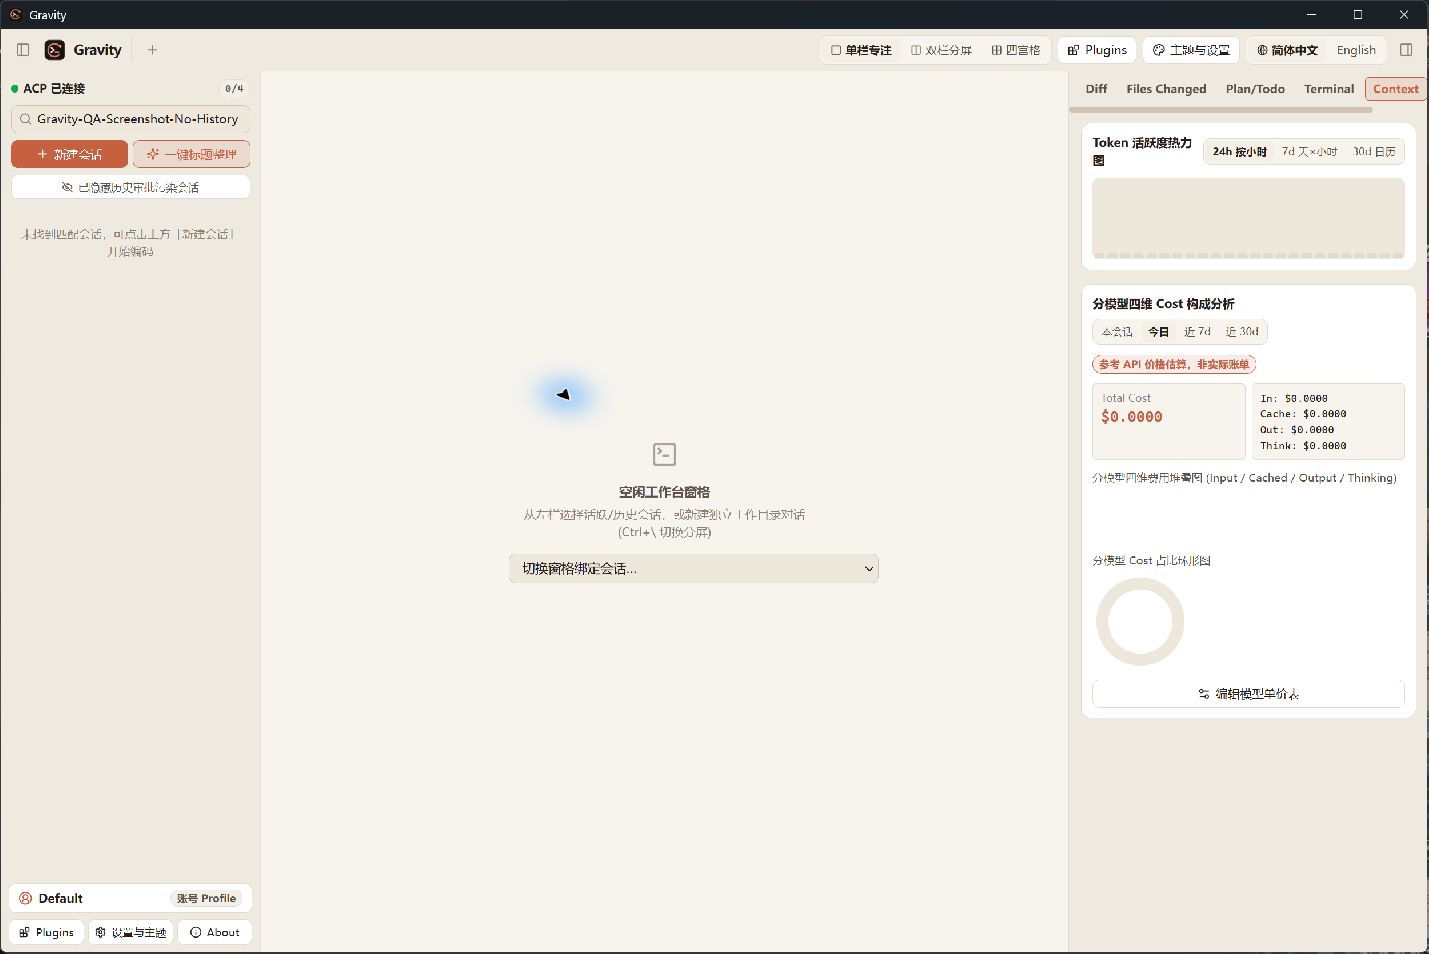 Gravity
Gravity
单栏专注
双栏分屏
四宫格
Plugins
主题与设置
简体中文
English
ACP 已连接
0/4
Gravity-QA-Screenshot-No-History
新建会话
一键标题整理
已隐藏历史审批污染会话
未找到匹配会话，可点击上方「新建会话」
开始编码
Default
账号 Profile
Plugins
设置与主题
About
空闲工作台窗格
从左栏选择活跃/历史会话，或新建独立工作目录对话
(Ctrl+\ 切换分屏)
切换窗格绑定会话...
Diff
Files Changed
Plan/Todo
Terminal
Context
Token 活跃度热力
图
24h 按小时
7d 天×小时
30d 日历
分模型四维 Cost 构成分析
本会话
今日
近 7d
近 30d
参考 API 价格估算，非实际账单
Total Cost
$0.0000
In: $0.0000
Cache: $0.0000
Out: $0.0000
Think: $0.0000
分模型四维费用堆叠图 (Input / Cached / Output / Thinking)
分模型 Cost 占比环形图
编辑模型单价表